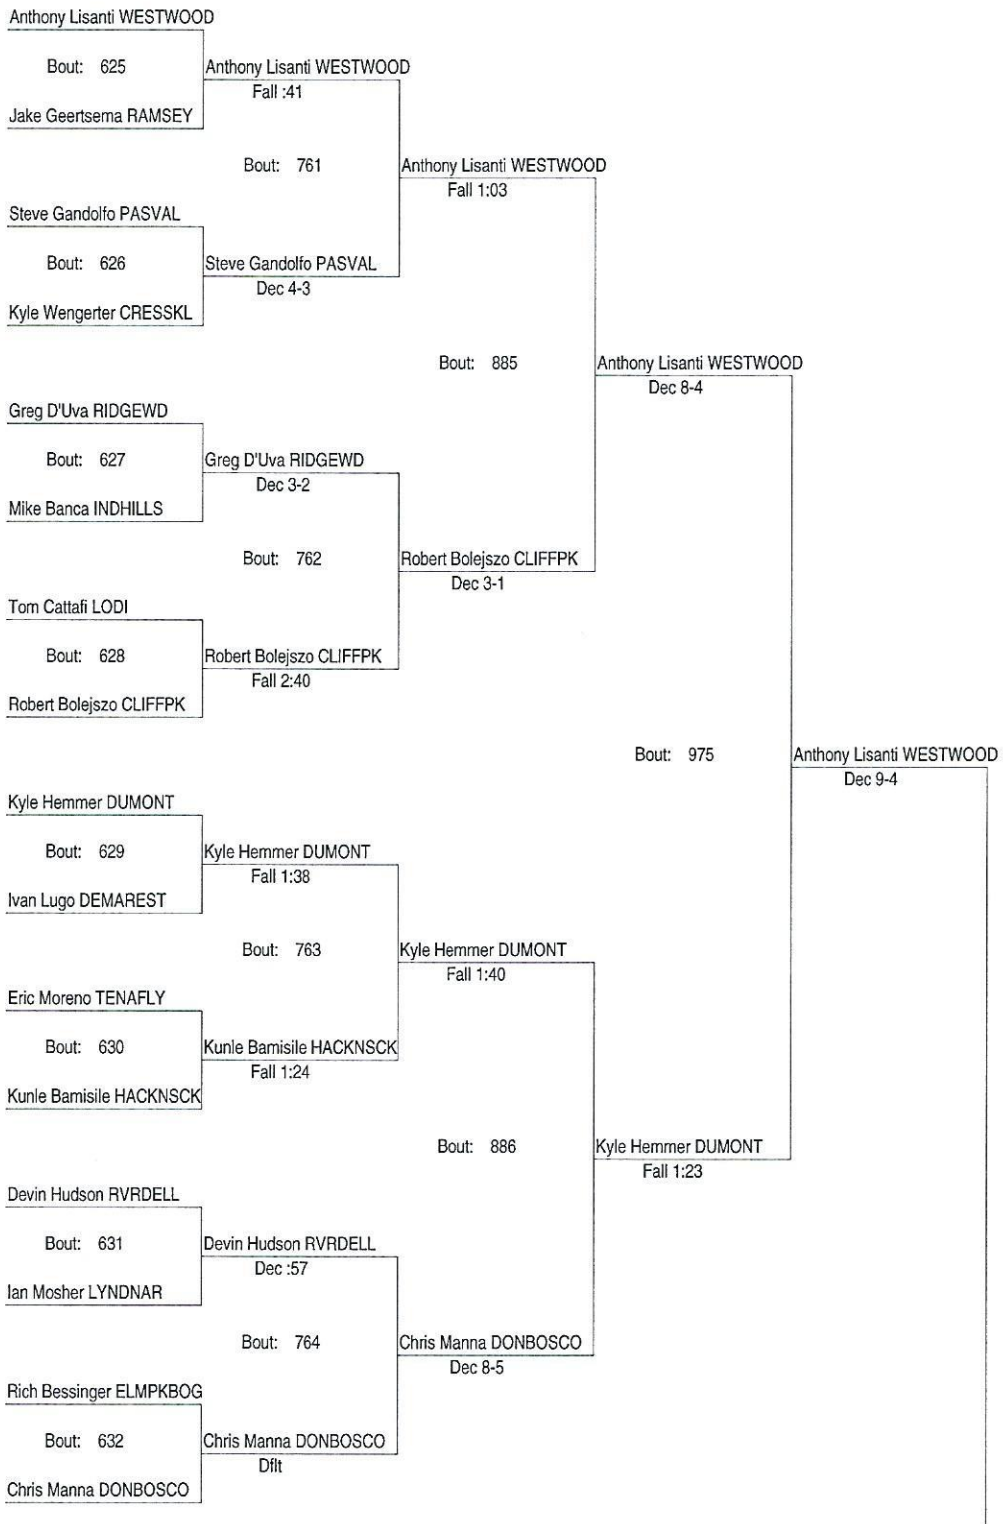 Anthony Lisanti WESTWOOD
Bout: 625
Jake Geertsema RAMSEY
Anthony Lisanti WESTWOOD
Fall :41
Bout: 761
Steve Gandolfo PASVAL
Bout: 626
Kyle Wengerter CRESSKL
Steve Gandolfo PASVAL
Dec 4-3
Anthony Lisanti WESTWOOD
Fall 1:03
Bout: 885
Greg D'Uva RIDGEWD
Bout: 627
Mike Banca INDHILLS
Greg D'Uva RIDGEWD
Dec 3-2
Bout: 762
Tom Cattafi LODI
Bout: 628
Robert Bolejszo CLIFFPK
Robert Bolejszo CLIFFPK
Fall 2:40
Robert Bolejszo CLIFFPK
Dec 3-1
Anthony Lisanti WESTWOOD
Dec 8-4
Bout: 975
Anthony Lisanti WESTWOOD
Dec 9-4
Kyle Hemmer DUMONT
Bout: 629
Ivan Lugo DEMAREST
Kyle Hemmer DUMONT
Fall 1:38
Bout: 763
Eric Moreno TENAFLY
Bout: 630
Kunle Bamisile HACKNSCK
Kunle Bamisile HACKNSCK
Fall 1:24
Kyle Hemmer DUMONT
Fall 1:40
Bout: 886
Kyle Hemmer DUMONT
Fall 1:23
Devin Hudson RVRDELL
Bout: 631
Ian Mosher LYNDNAR
Devin Hudson RVRDELL
Dec :57
Bout: 764
Rich Bessinger ELMPKBOG
Bout: 632
Chris Manna DONBOSCO
Chris Manna DONBOSCO
Dflt
Chris Manna DONBOSCO
Dec 8-5